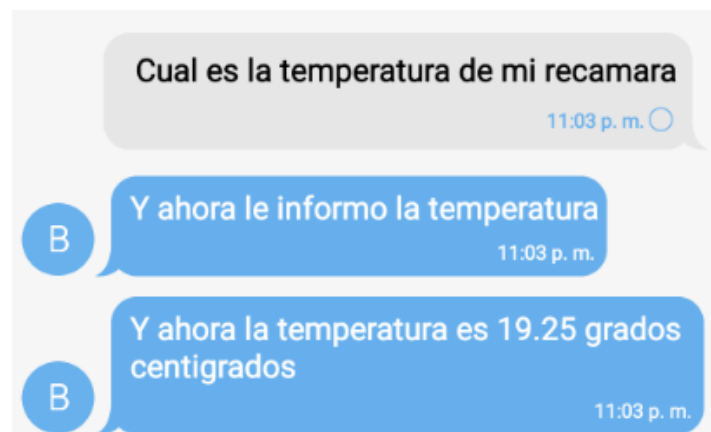 Cual es la temperatura de mi recamara
11:03 p. m.
B
Y ahora le informo la temperatura
11:03 p. m.
B
Y ahora la temperatura es 19.25 grados
centigrados
11:03 p. m.